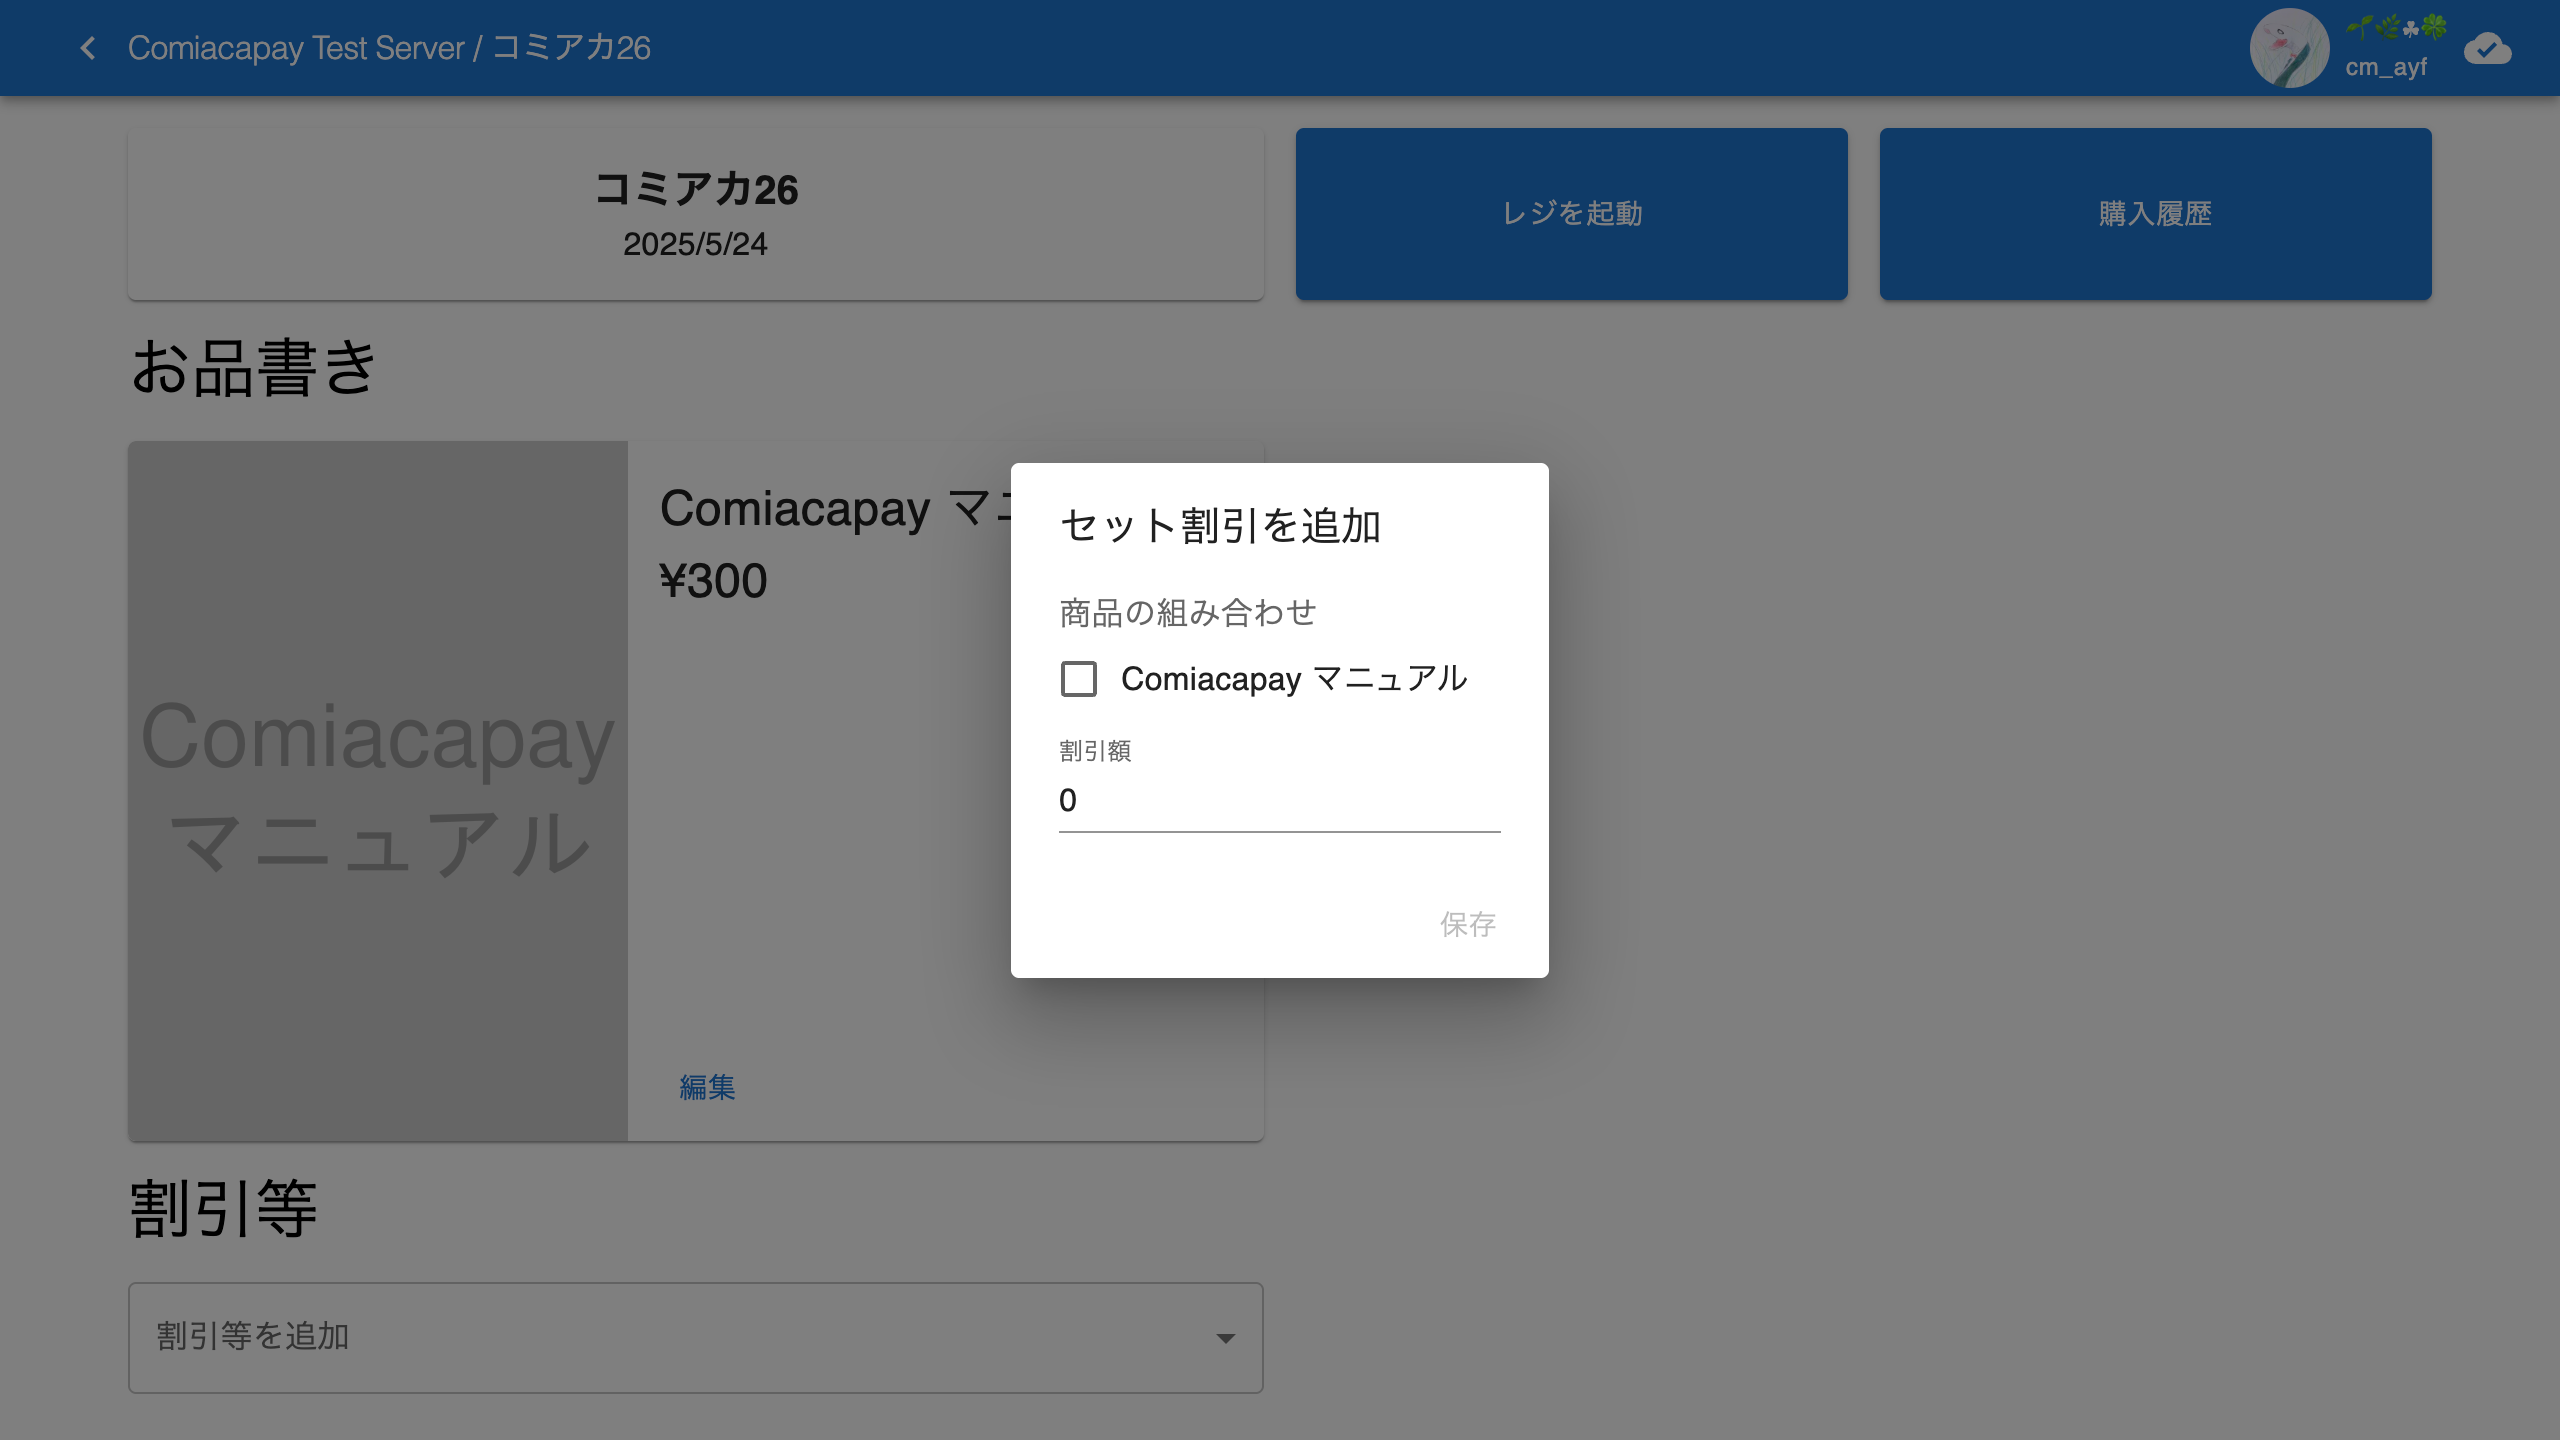 Comiacapay Test Server / コミアカ26
🌱🌿☘🍀
cm_ayf
コミアカ26
2025/5/24
レジを起動
購入履歴
お品書き
Comiacapay
マニュアル
Comiacapay マニ
¥300
編集
セット割引を追加
商品の組み合わせ
Comiacapay マニュアル
割引額
0
保存
割引等
割引等を追加